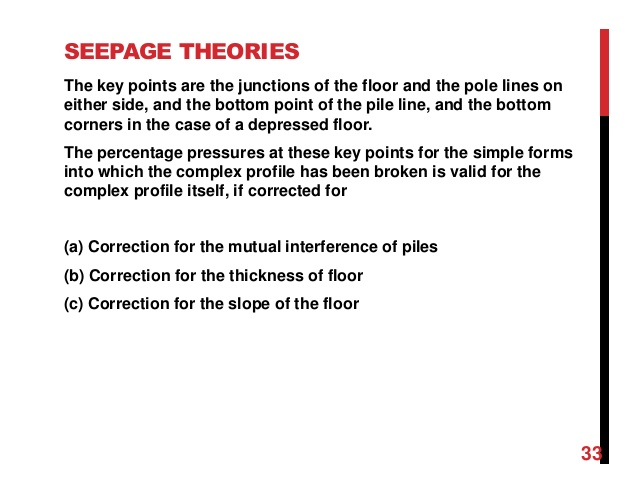 SEEPAGE THEORIES
The key points are the junctions of the floor and the pole lines on
either side, and the bottom point of the pile line, and the bottom
corners in the case of a depressed floor.
The percentage pressures at these key points for the simple forms
into which the complex profile has been broken is valid for the
complex profile itself, if corrected for
(a) Correction for the mutual interference of piles
(b) Correction for the thickness of floor
(c) Correction for the slope of the floor
33